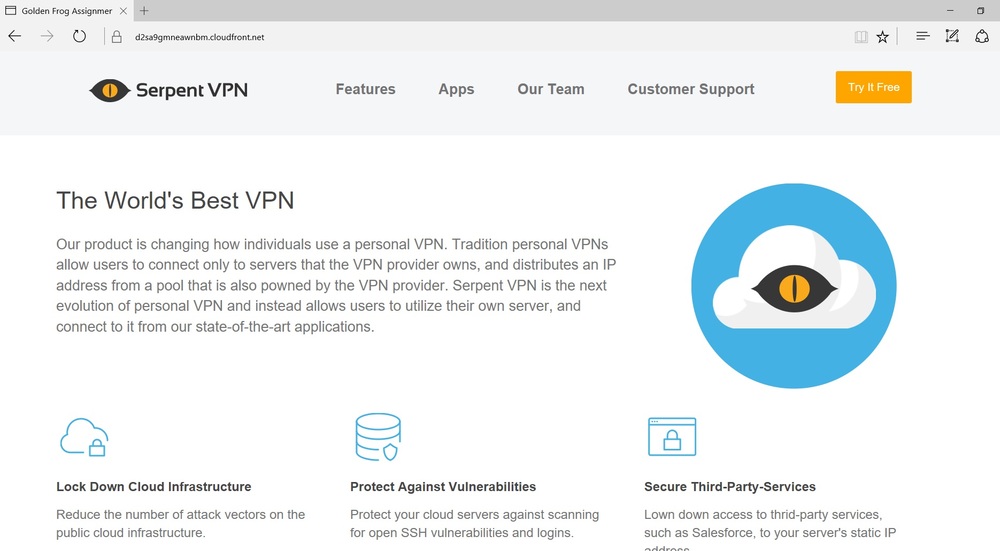 Golden Frog Assignmer
d2sa9gmneawnbm.cloudfront.net
Serpent VPN
Features
Apps
Our Team
Customer Support
Try It Free
The World's Best VPN
Our product is changing how individuals use a personal VPN. Tradition personal VPNs
allow users to connect only to servers that the VPN provider owns, and distributes an IP
address from a pool that is also powned by the VPN provider. Serpent VPN is the next
evolution of personal VPN and instead allows users to utilize their own server, and
connect to it from our state-of-the-art applications.
Lock Down Cloud Infrastructure
Reduce the number of attack vectors on the
public cloud infrastructure.
Protect Against Vulnerabilities
Protect your cloud servers against scanning
for open SSH vulnerabilities and logins.
Secure Third-Party-Services
Lown down access to thrid-party services,
such as Salesforce, to your server's static IP
address